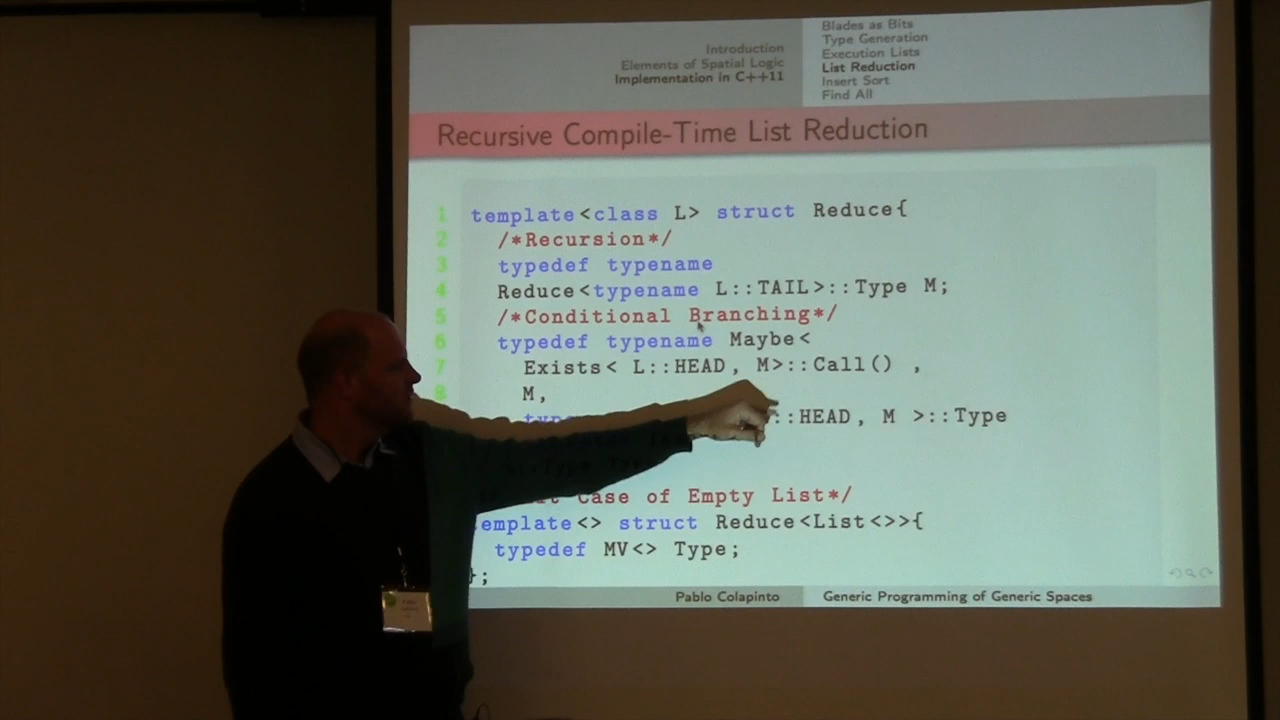 Introduction
Elements of Spatial Logic
Implementation in C++11
Blades as Bits
Type Generation
Execution Lists
List Reduction
Insert Sort
Find All
Recursive Compile-Time List Reduction
1 template<class L> struct Reduce{
2 /*Recursion*/
3 typedef typename
4 Reduce<typename L::TAIL>::Type M;
5 /*Conditional Branching*/
6 typedef typename Maybe<
7 Exists< L::HEAD, M>::Call() ,
8 M,
::HEAD, M >::Type
Case of Empty List*/
emplate<> struct Reduce<List<>>{
typedef MV<> Type;
};
Pablo Colapinto Generic Programming of Generic Spaces